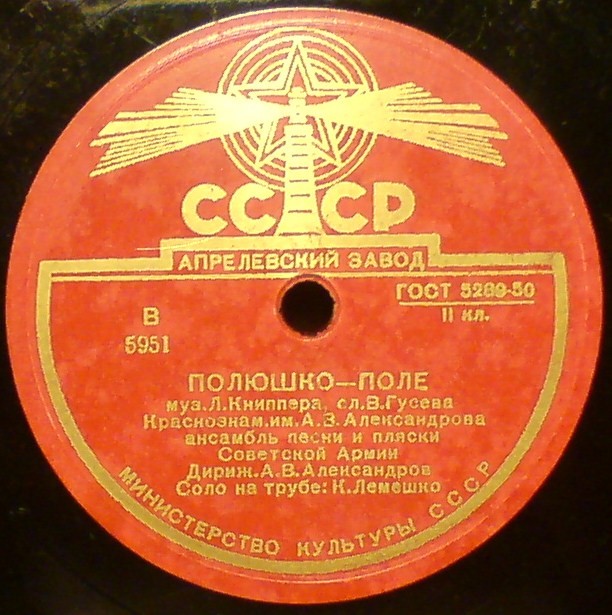 СССР
АПРЕЛЕВСКИЙ ЗАВОД
ГОСТ 5289-50
II кл.
В
5951
ПОЛЮШКО—ПОЛЕ
муз.Л.Книппера, сл.В.Гусева
Краснознам.им.А.В.Александрова
ансамбль песни и пляски
Советской Армии
Дириж.А.В.Александров
Соло на трубе: К.Лемешко
МИНИСТЕРСТВО КУЛЬТУРЫ СССР